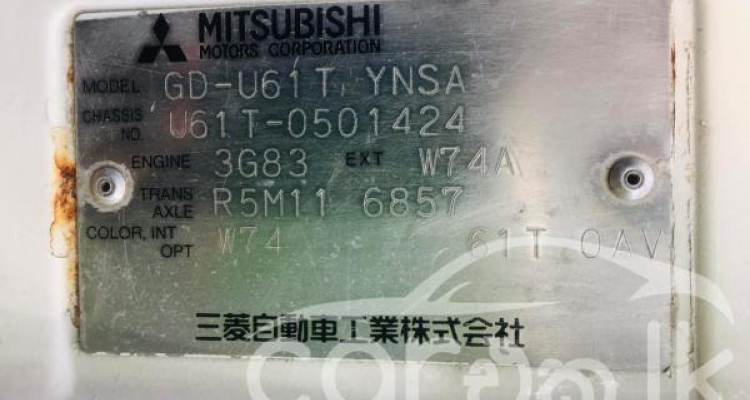 MITSUBISHI
MOTORS CORPORATION
MODEL GD-U61T YNSA
CHASSIS NO. U61T-0501424
ENGINE 3G83 EXT W74A
TRANS AXLE R5M11 6857
COLOR, INT OPT W74 61T 0AV
三菱自動車工業株式会社